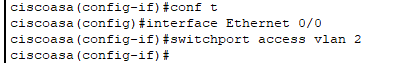 ciscoasa(config-if)#conf t
ciscoasa(config)#interface Ethernet 0/0
ciscoasa(config-if)#switchport access vlan 2
ciscoasa(config-if)#